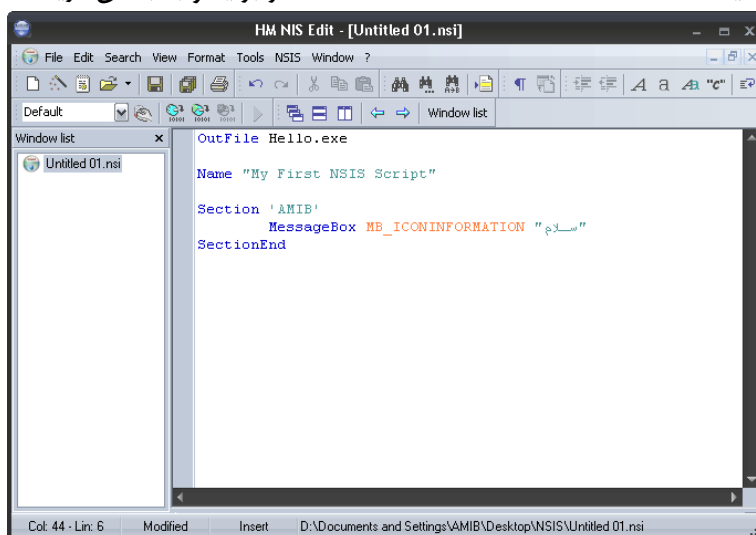 HM NIS Edit - [Untitled 01.nsi]
File Edit Search View Format Tools NSIS Window ?
Default
Window list
Window list
Untitled 01.nsi
OutFile Hello.exe
Name "My First NSIS Script"
Section 'AMIB'
MessageBox MB_ICONINFORMATION "ســلام"
SectionEnd
Col: 44 - Lin: 6 Modified Insert D:\Documents and Settings\AMIB\Desktop\NSIS\Untitled 01.nsi